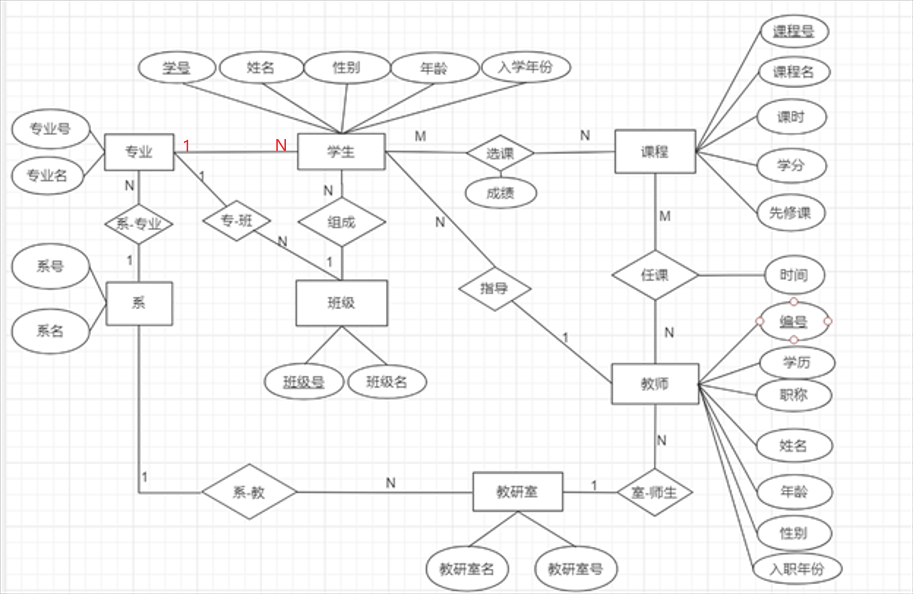 课程号
学号
姓名
性别
年龄
入学年份
课程名
课时
专业号
专业
1
N
学生
M
选课
N
课程
学分
专业名
成绩
先修课
N
1
N
系-专业
专-班
组成
N
M
N
1
1
系号
任课
时间
指导
系
班级
编号
系名
1
N
学历
班级号
班级名
教师
职称
N
姓名
1
系-教
N
教研室
1
室-师生
年龄
性别
教研室名
教研室号
入职年份